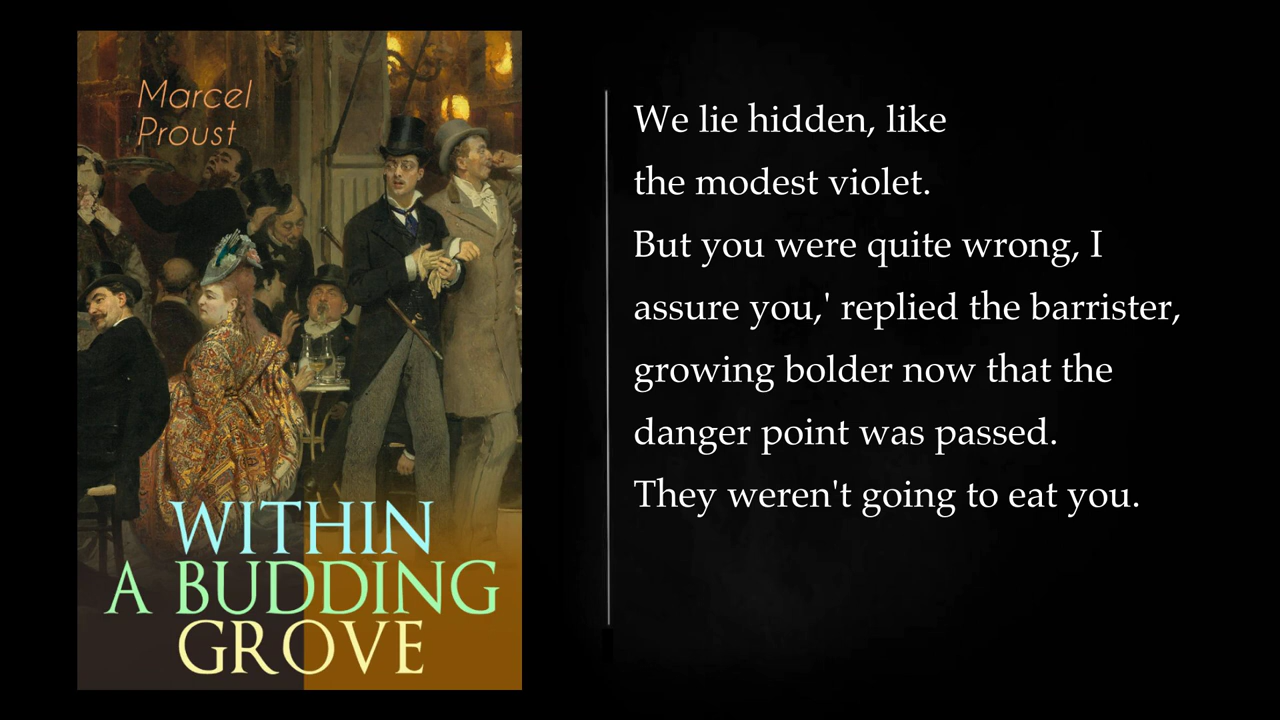 Marcel
Proust
WITHIN
A BUDDING
GROVE
We lie hidden, like
the modest violet.
But you were quite wrong, I
assure you,' replied the barrister,
growing bolder now that the
danger point was passed.
They weren't going to eat you.